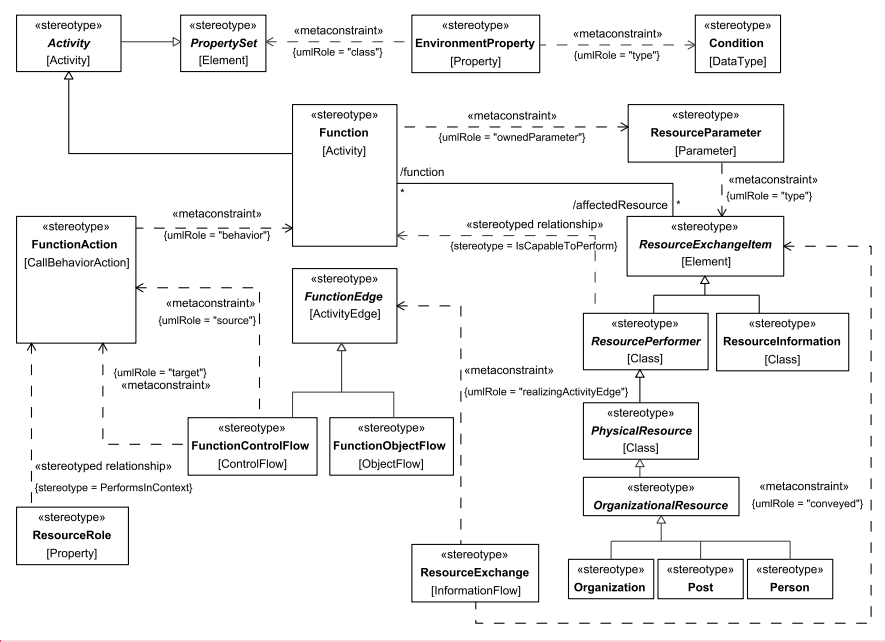 «stereotype»
Activity
[Activity]
«stereotype»
PropertySet
[Element]
«metaconstraint»
{umlRole = "class"}
«stereotype»
EnvironmentProperty
[Property]
«metaconstraint»
{umlRole = "type"}
«stereotype»
Condition
[DataType]
«stereotype»
Function
[Activity]
«metaconstraint»
{umlRole = "ownedParameter"}
«stereotype»
ResourceParameter
[Parameter]
/function
*
«metaconstraint»
{umlRole = "type"}
/affectedResource
*
«stereotype»
FunctionAction
[CallBehaviorAction]
«metaconstraint»
{umlRole = "behavior"}
«stereotyped relationship»
{stereotype = IsCapableToPerform}
«stereotype»
ResourceExchangeItem
[Element]
«metaconstraint»
{umlRole = "source"}
«stereotype»
FunctionEdge
[ActivityEdge]
«stereotype»
ResourcePerformer
[Class]
«stereotype»
ResourceInformation
[Class]
{umlRole = "target"}
«metaconstraint»
«metaconstraint»
{umlRole = "realizingActivityEdge"}
«stereotype»
PhysicalResource
[Class]
«stereotype»
FunctionControlFlow
[ControlFlow]
«stereotype»
FunctionObjectFlow
[ObjectFlow]
«stereotyped relationship»
{stereotype = PerformsInContext}
«stereotype»
OrganizationalResource
«metaconstraint»
{umlRole = "conveyed"}
«stereotype»
ResourceRole
[Property]
«stereotype»
ResourceExchange
[InformationFlow]
«stereotype»
Organization
«stereotype»
Post
«stereotype»
Person